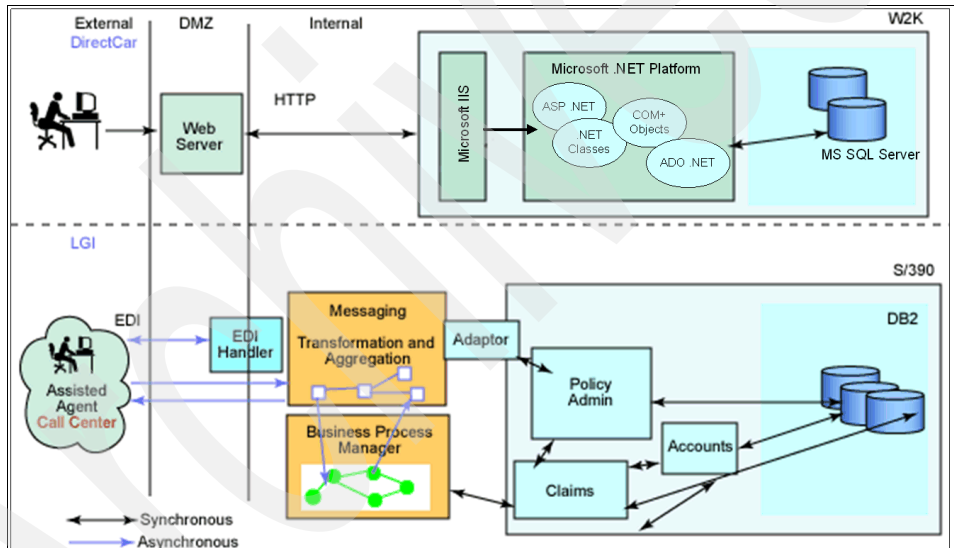 External
DMZ
Internal
DirectCar
W2K
Web
Server
HTTP
Microsoft IIS
Microsoft .NET Platform
ASP .NET
.NET
Classes
COM+
Objects
ADO .NET
MS SQL Server
LGI
S/390
EDI
EDI
Handler
Messaging
Transformation and
Aggregation
Adaptor
DB2
Assisted
Agent
Call Center
Policy
Admin
Business Process
Manager
Accounts
Claims
Synchronous
Asynchronous